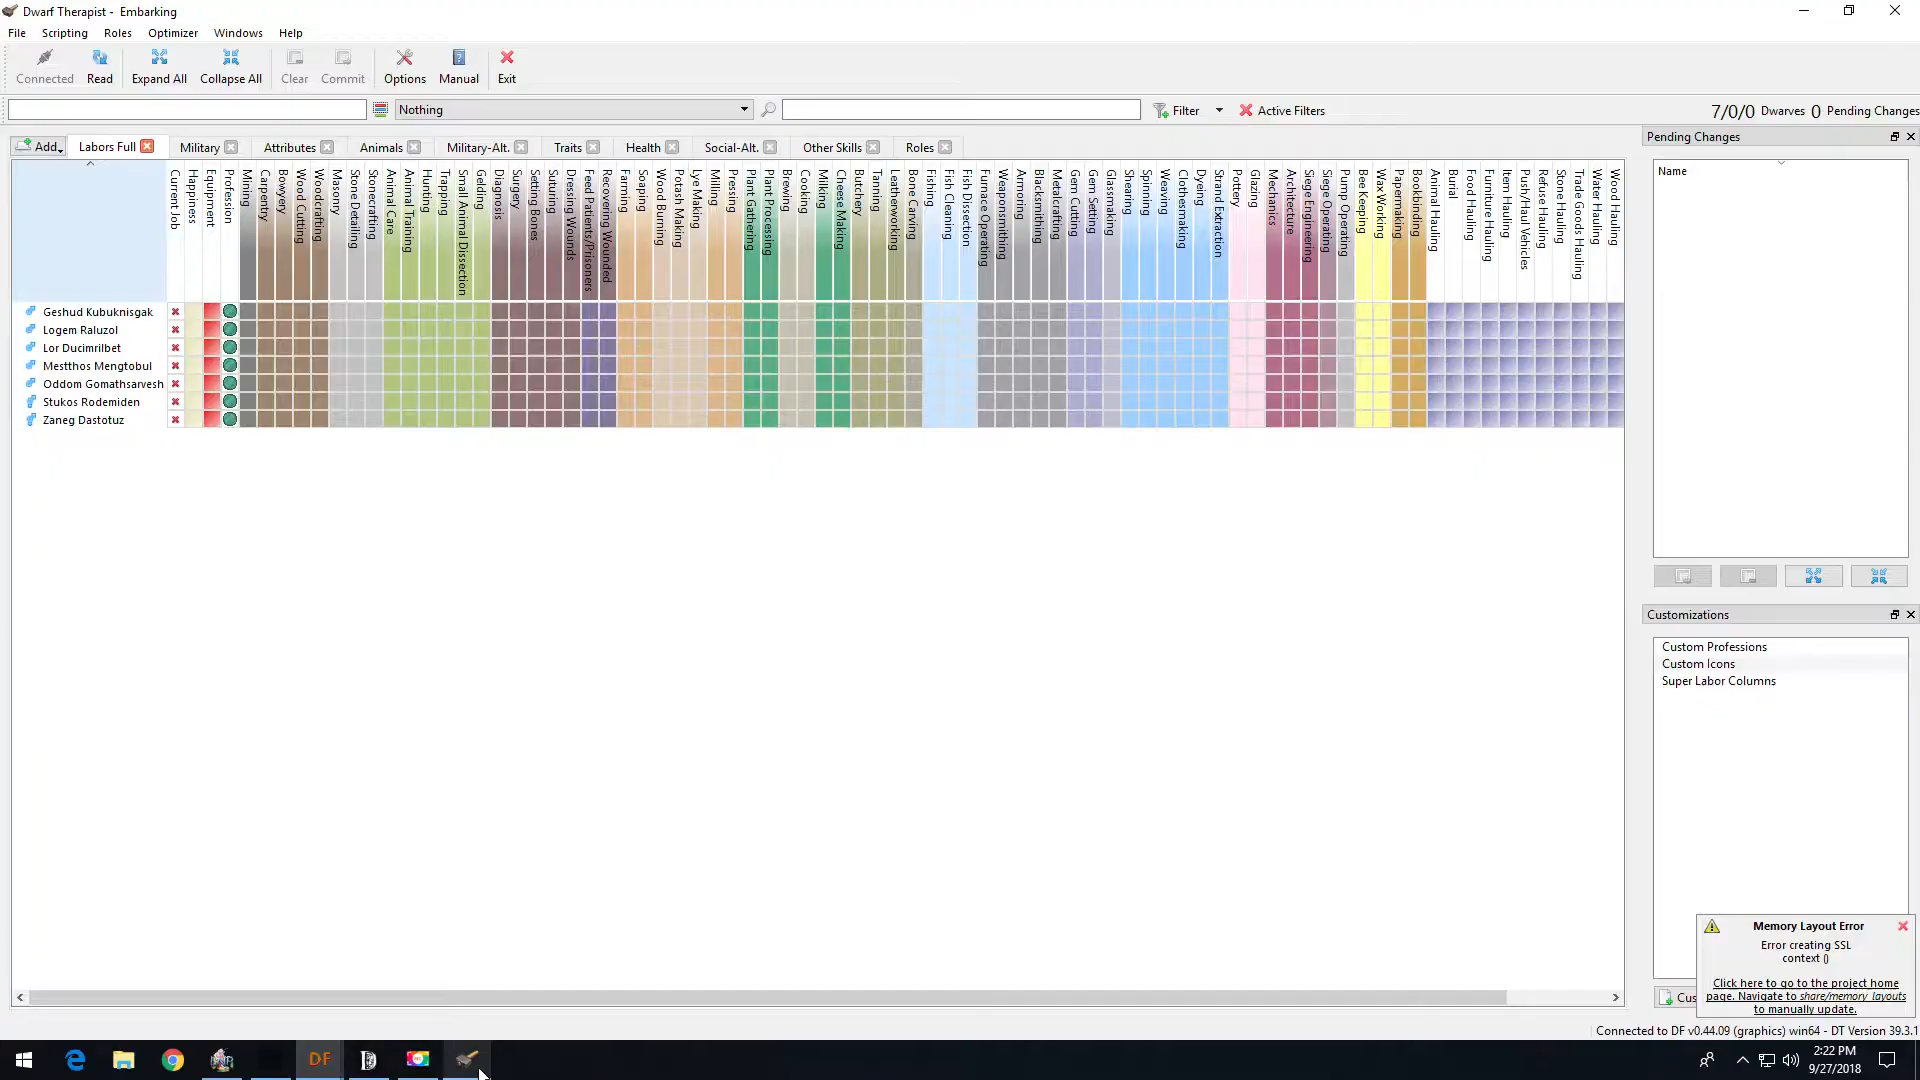 Dwarf Therapist - Embarking
File Scripting Roles Optimizer Windows Help
Connected Read Expand All Collapse All Clear Commit Options Manual Exit
Nothing Filter Active Filters 7/0/0 Dwarves 0 Pending Changes
Add Labors Full Military Attributes Animals Military-Alt. Traits Health Social-Alt. Other Skills Roles
Current Job
Happiness
Equipment
Profession
Mining
Carpentry
Bowyery
Wood Cutting
Woodcrafting
Masonry
Stone Detailing
Stonecrafting
Animal Care
Animal Training
Hunting
Trapping
Small Animal Dissection
Gelding
Diagnosis
Surgery
Setting Bones
Suturing
Dressing Wounds
Feed Patients/Prisoners
Recovering Wounded
Farming
Soaping
Wood Burning
Potash Making
Lye Making
Milling
Pressing
Plant Gathering
Plant Processing
Brewing
Cooking
Milking
Cheese Making
Butchery
Tanning
Leatherworking
Bone Carving
Fishing
Fish Cleaning
Fish Dissection
Furnace Operating
Weaponsmithing
Armoring
Blacksmithing
Metalcrafting
Gem Cutting
Gem Setting
Glassmaking
Shearing
Spinning
Weaving
Clothesmaking
Dyeing
Strand Extraction
Pottery
Glazing
Mechanics
Architecture
Siege Engineering
Siege Operating
Pump Operating
Bee Keeping
Wax Working
Papermaking
Bookbinding
Animal Hauling
Burial
Food Hauling
Furniture Hauling
Item Hauling
Push/Haul Vehicles
Refuse Hauling
Stone Hauling
Trade Goods Hauling
Water Hauling
Wood Hauling
Geshud Kubuknisgak
Logem Raluzol
Lor Ducimrilbet
Mestthos Mengtobul
Oddom Gomathsarvesh
Stukos Rodemiden
Zaneg Dastotuz
Pending Changes
Name
Customizations
Custom Professions
Custom Icons
Super Labor Columns
Cus
Memory Layout Error
Error creating SSL
context ()
Click here to go to the project home
page. Navigate to share/memory_layouts
to manually update.
Connected to DF v0.44.09 (graphics) win64 - DT Version 39.3.1
DF
2:22 PM
9/27/2018